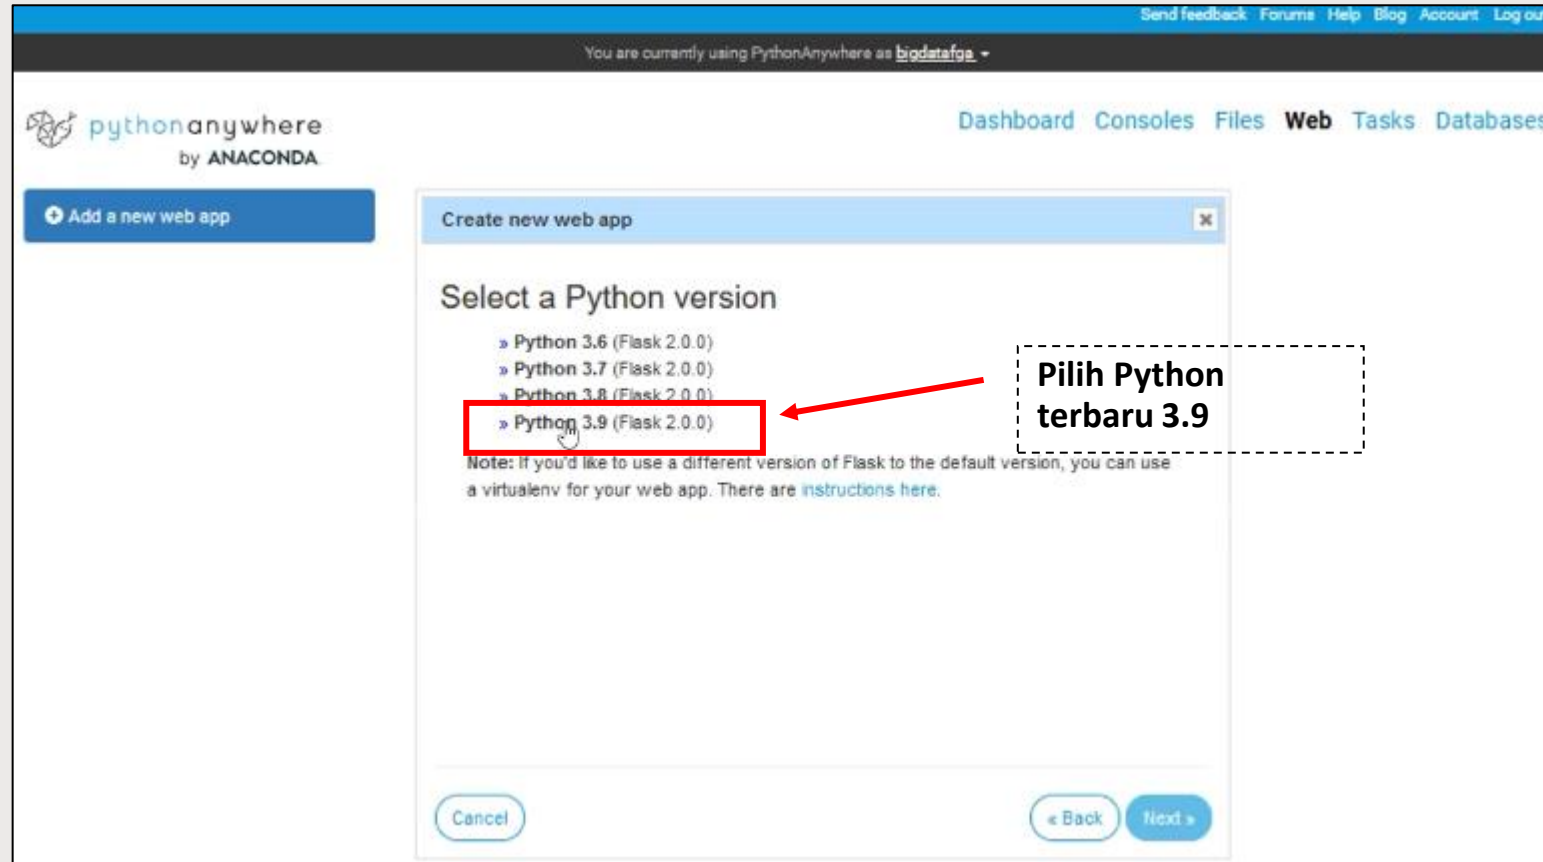 Send feedback Forums Help Blog Account Log out
You are currently using PythonAnywhere as bigdatafga
pythonanywhere
by ANACONDA
Dashboard Consoles Files Web Tasks Databases
Add a new web app
Create new web app
Select a Python version
» Python 3.6 (Flask 2.0.0)
» Python 3.7 (Flask 2.0.0)
» Python 3.8 (Flask 2.0.0)
» Python 3.9 (Flask 2.0.0)
Pilih Python
terbaru 3.9
Note: If you'd like to use a different version of Flask to the default version, you can use
a virtualenv for your web app. There are instructions here.
Cancel
« Back
Next »